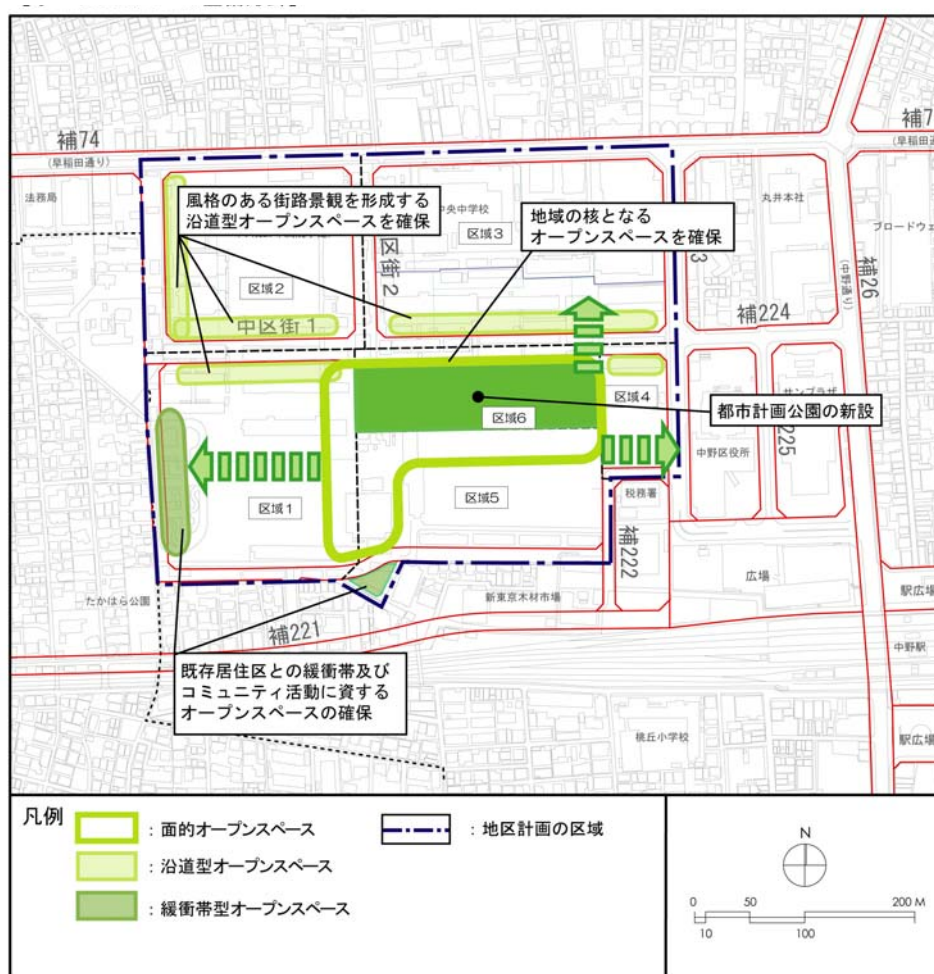 補74
(早稲田通り)
補7
(早稲田通
法務局
風格のある街路景観を形成する
沿道型オープンスペースを確保
中央中学校
区域3
地域の核となる
オープンスペースを確保
丸井本社
ブロードウェ
区街2
3
補26
(中野通り)
区域2
中区街1
補224
区域4
サンプラザ
都市計画公園の新設
区域6
中野区役所
225
区域1
区域5
税務署
補222
広場
たかはら公園
新東京木材市場
駅広場
補221
中野駅
既存居住区との緩衝帯及び
コミュニティ活動に資する
オープンスペースの確保
桃丘小学校
駅広場
凡例
:面的オープンスペース
:地区計画の区域
:沿道型オープンスペース
:緩衝帯型オープンスペース
N
0 50 200 M
10 100